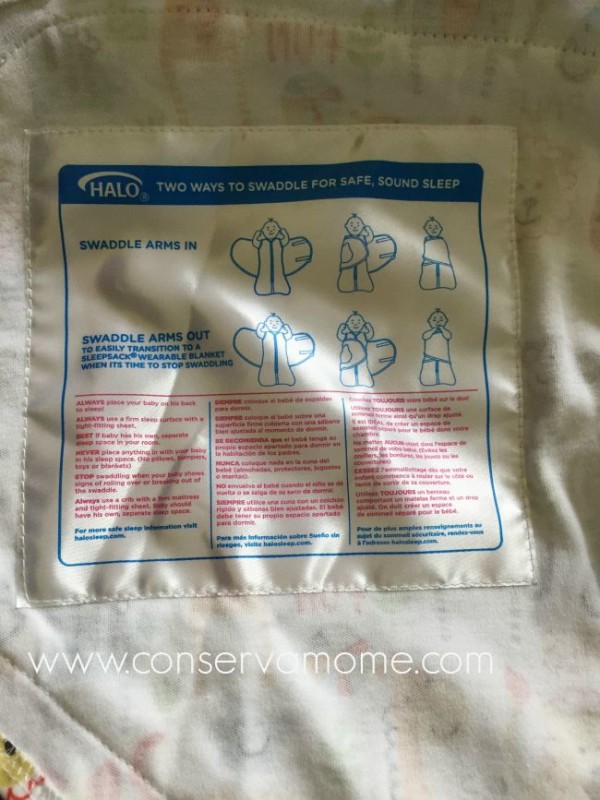 HALO® TWO WAYS TO SWADDLE FOR SAFE, SOUND SLEEP
SWADDLE ARMS IN
SWADDLE ARMS OUT
TO EASILY TRANSITION TO A
SLEEPSACK® WEARABLE BLANKET
WHEN ITS TIME TO STOP SWADDLING
ALWAYS place your baby on his back
to sleep!
ALWAYS use a firm sleep surface with a
tight-fitting sheet.
BEST if baby has his own, separate
sleep space in your room.
NEVER place anything in with your baby
in his sleep space. (No pillows, bumpers,
toys or blankets)
STOP swaddling when your baby shows
signs of rolling over or breaking out of
the swaddle.
Always use a crib with a firm mattress
and tight-fitting sheet. baby should
have his own, separate sleep space.
For more safe sleep information visit
halosleep.com.
SIEMPRE coloque el bebé de espaldas
para dormir.
SIEMPRE coloque el bebé sobre una
superficie firme cubierta con una sábana
bien ajustada al momento de dormir.
SE RECOMIENDA que el bebé tenga su
propio espacio apartado para dormir en
la habitación de los padres.
NUNCA coloque nada en la cuna del
bebé (almohadas, protectores, juguetes
o mantas).
NO envuelva al bebé cuando el niño se dé
vuelta o se salga de su saco de dormir.
SIEMPRE utilice una cuna con un colchón
rígido y sábanas bien ajustadas. El bebé
debe tener su propio espacio apartado
para dormir.
Para más información sobre Sueño sin
riesgos, visite halosleep.com.
TOUJOURS votre bébé sur le dos!
Utilisez TOUJOURS une surface de
sommeil ferme ainsi qu'un drap ajusté
Il est IDÉAL de créer un espace de
sommeil séparé pour le bébé dans votre
chambre.
Ne mettez AUCUN objet dans l'espace de
sommeil de votre bébé. (Évitez les
oreillers, les bordures, les jouets ou les
couvertures)
CESSEZ l'emmaillotage dès que votre
enfant commence à rouler sur le côté ou
tente de sortir de la couverture.
Utilisez TOUJOURS un berceau
comportant un matelas ferme et un drap
ajusté. On doit créer un espace
de sommeil séparé pour le bébé.
Pour de plus amples renseignements au
sujet du sommeil sécuritaire, rendez-vous
à l'adresse halosleep.com.
www.conservamome.com